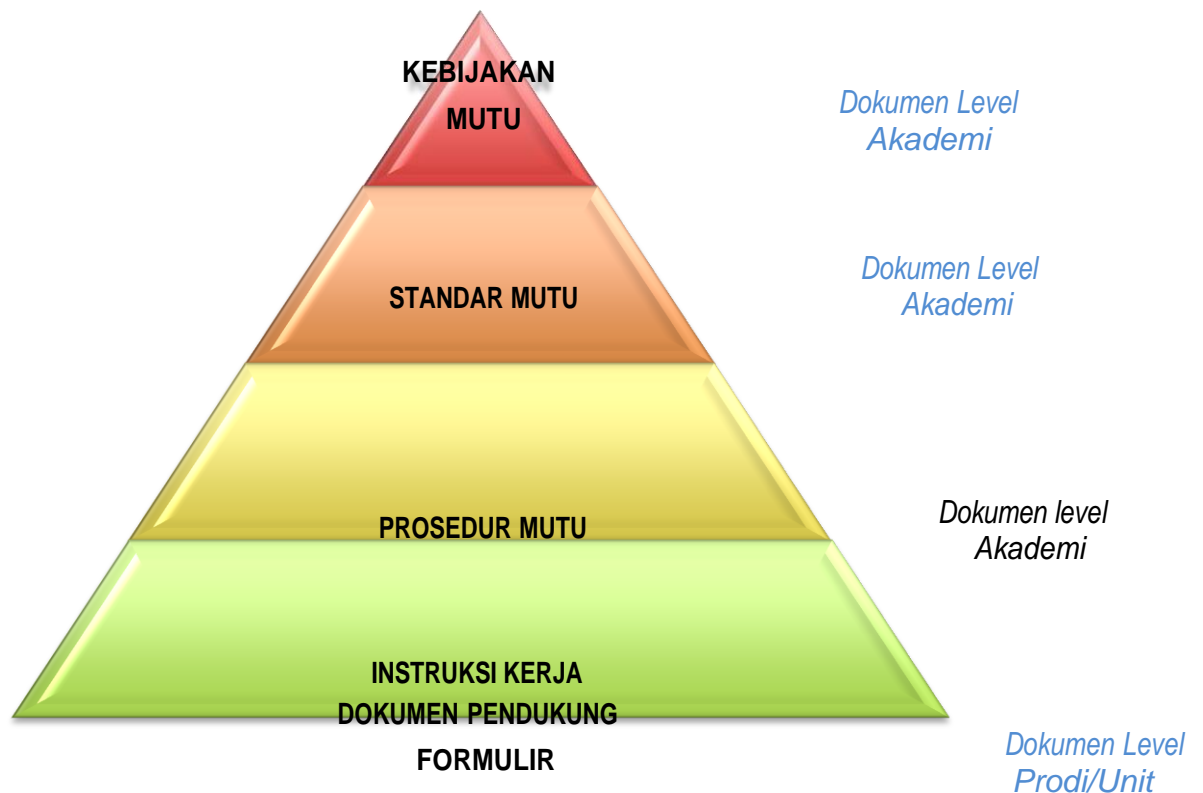 KEBIJAKAN
MUTU
Dokumen Level
Akademi
STANDAR MUTU
Dokumen Level
Akademi
PROSEDUR MUTU
Dokumen level
Akademi
INSTRUKSI KERJA
DOKUMEN PENDUKUNG
FORMULIR
Dokumen Level
Prodi/Unit